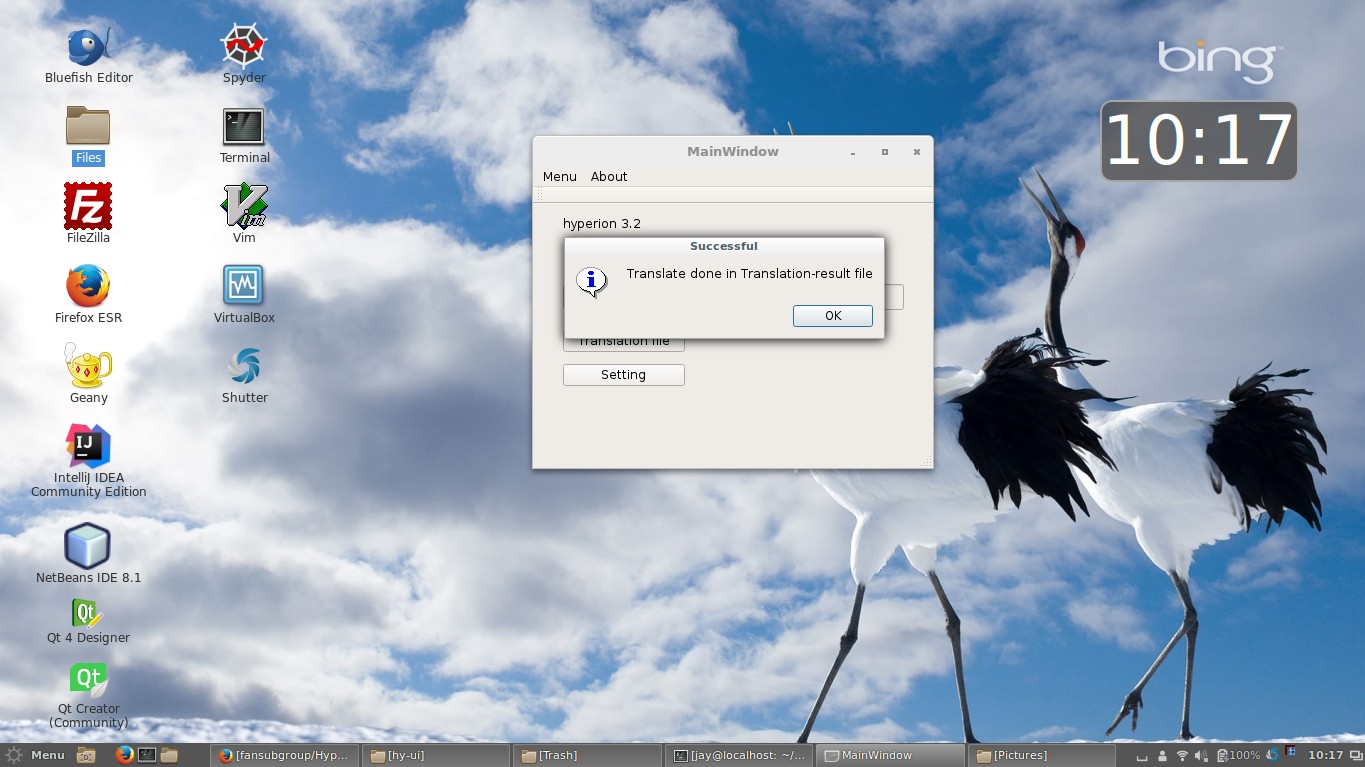 Bluefish Editor
Spyder
Files
Terminal
FileZilla
Vim
Firefox ESR
VirtualBox
Geany
Shutter
IntelliJ IDEA
Community Edition
NetBeans IDE 8.1
Qt 4 Designer
Qt Creator
(Community)
bing
10:17
MainWindow
Menu About
hyperion 3.2
Successful
Translate done in Translation-result file
OK
Translation file
Setting
Menu
[fansubgroup/Hyp...
[hy-ui]
[Trash]
[jay@localhost: ~/...
MainWindow
[Pictures]
100%
10:17